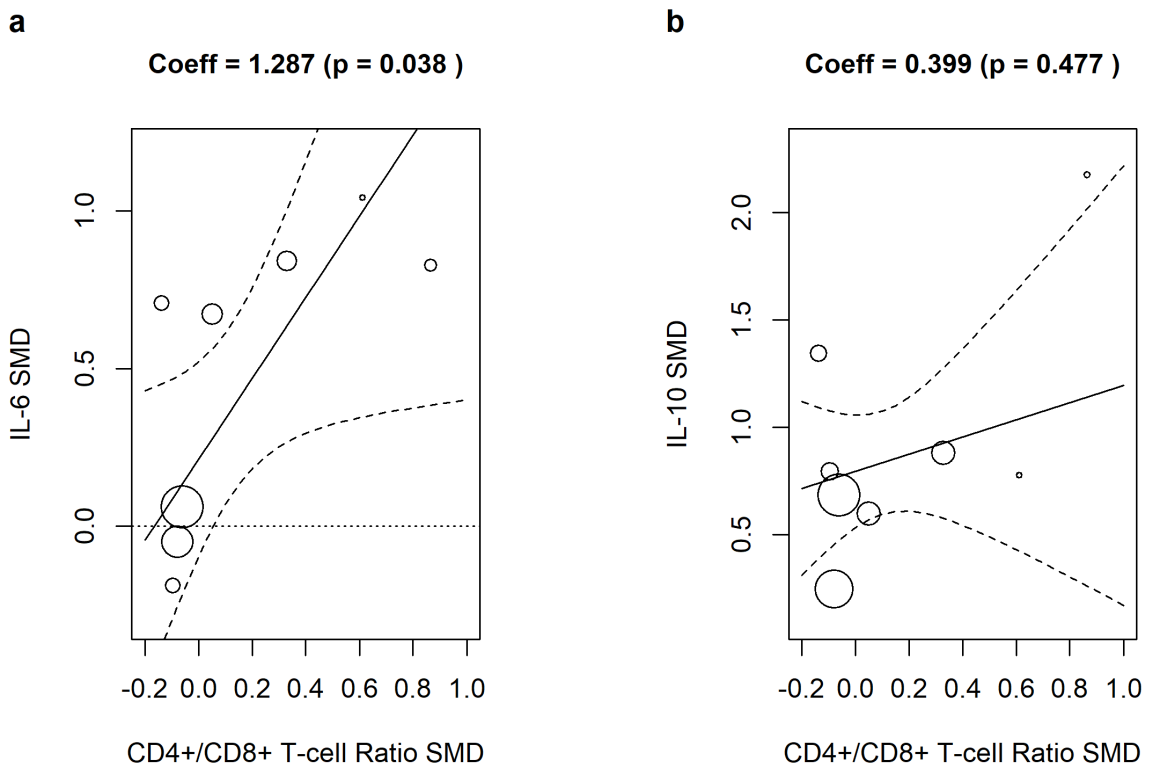 a
Coeff = 1.287 (p = 0.038 )
IL-6 SMD
1.0
0.5
0.0
-0.2 0.0 0.2 0.4 0.6 0.8 1.0
CD4+/CD8+ T-cell Ratio SMD
b
Coeff = 0.399 (p = 0.477 )
IL-10 SMD
2.0
1.5
1.0
0.5
-0.2 0.0 0.2 0.4 0.6 0.8 1.0
CD4+/CD8+ T-cell Ratio SMD